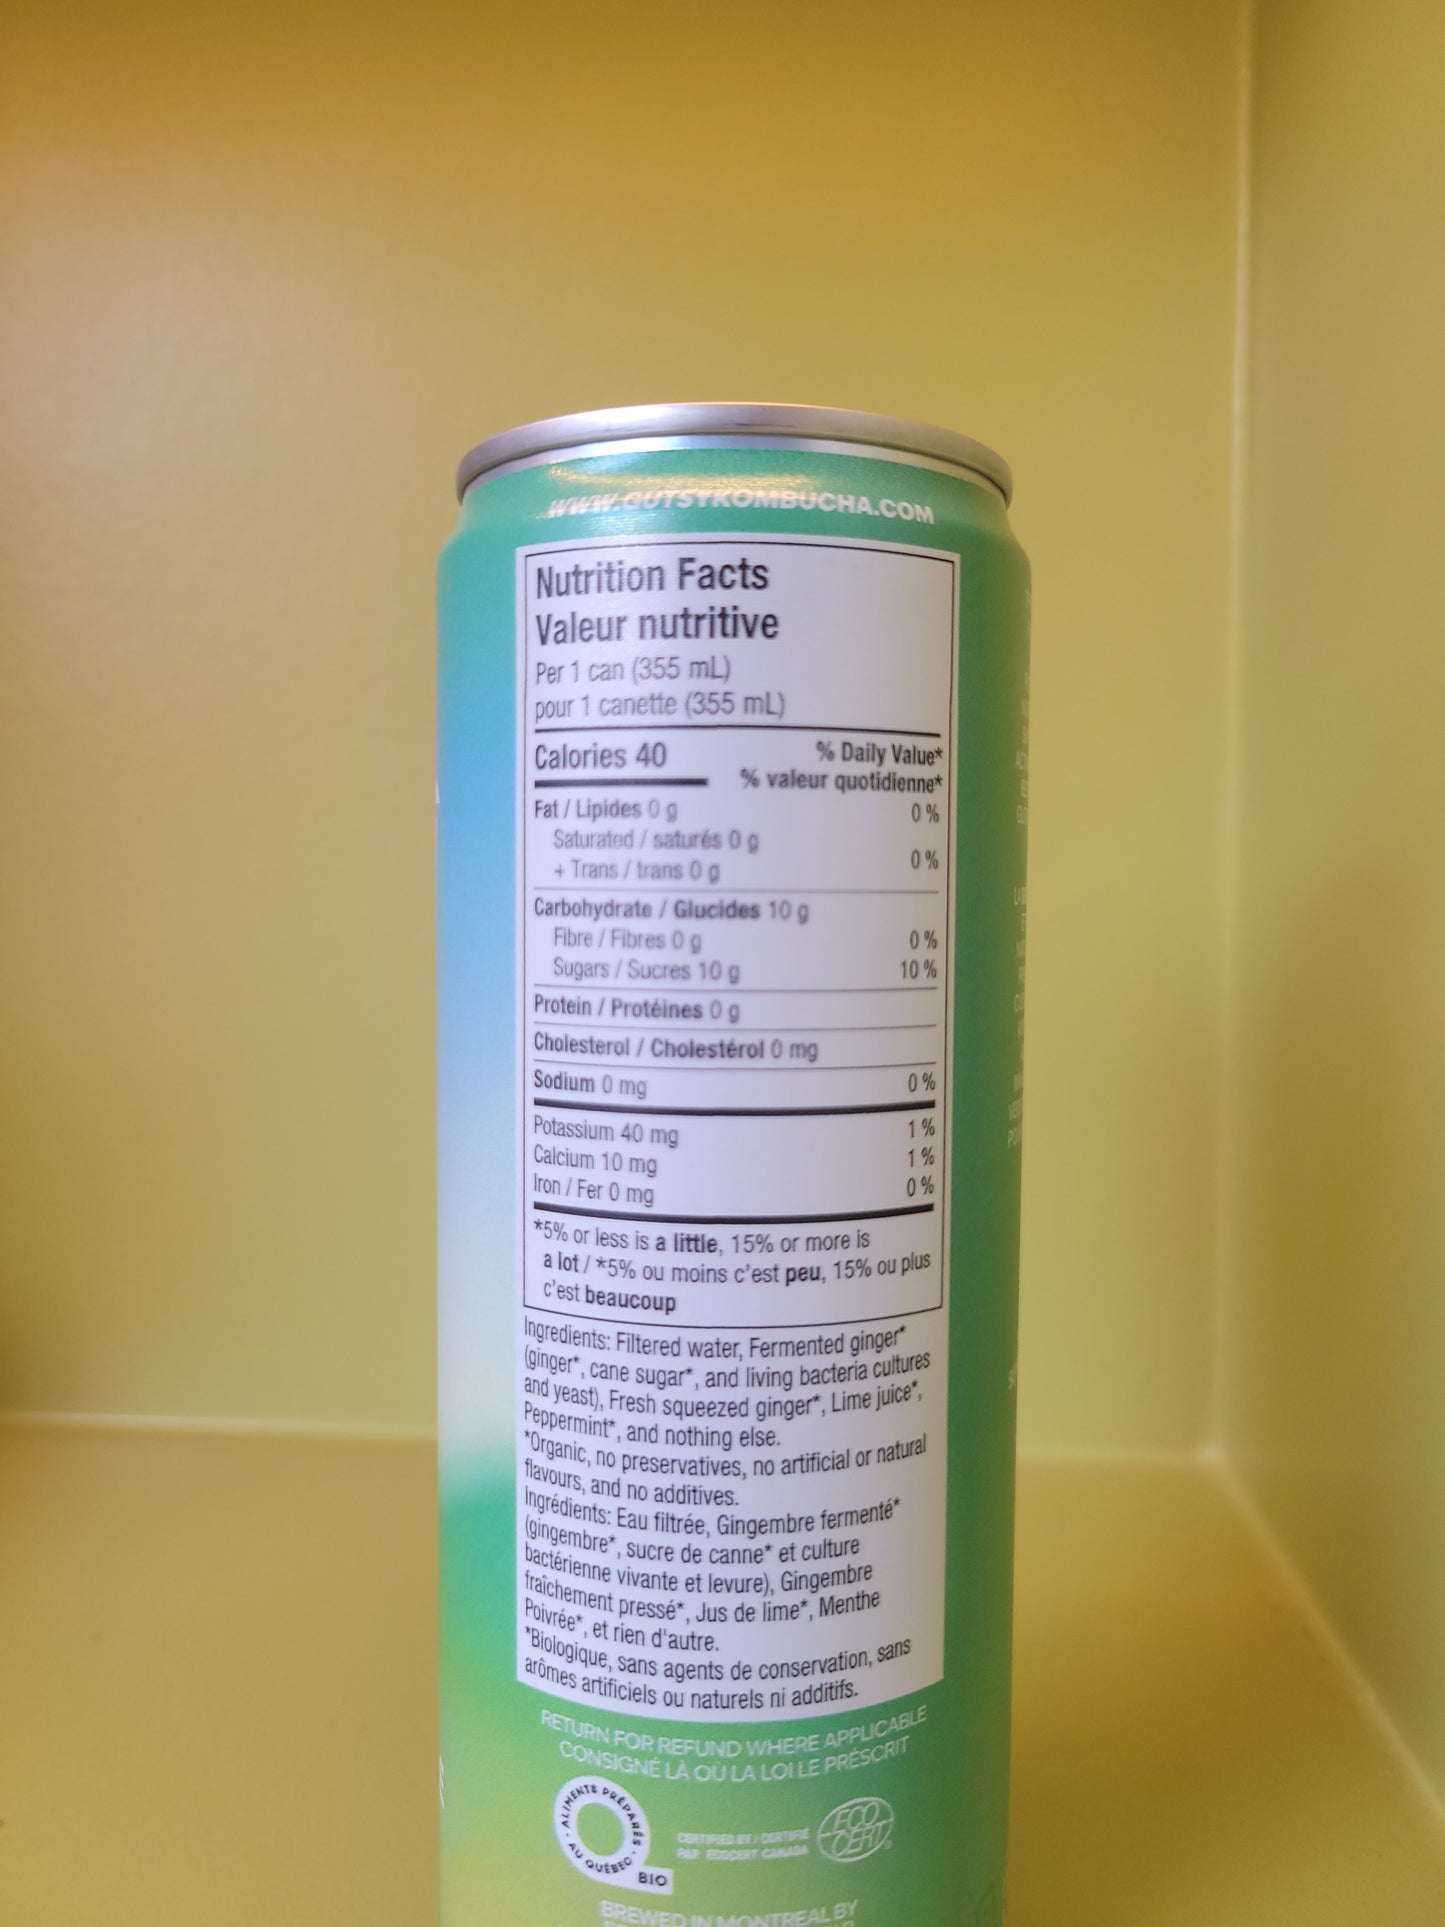 WWW.GUTSYKOMBUCHA.COM
Nutrition Facts
Valeur nutritive
Per 1 can (355 mL)
pour 1 canette (355 mL)
Calories 40
% Daily Value*
% valeur quotidienne*
Fat / Lipides 0 g 0 %
Saturated / saturés 0 g
+ Trans / trans 0 g 0 %
Carbohydrate / Glucides 10 g
Fibre / Fibres 0 g 0 %
Sugars / Sucres 10 g 10 %
Protein / Protéines 0 g
Cholesterol / Cholestérol 0 mg
Sodium 0 mg 0 %
Potassium 40 mg 1 %
Calcium 10 mg 1 %
Iron / Fer 0 mg 0 %
*5% or less is a little, 15% or more is
a lot / *5% ou moins c'est peu, 15% ou plus
c'est beaucoup
Ingredients: Filtered water, Fermented ginger*
(ginger*, cane sugar*, and living bacteria cultures
and yeast), Fresh squeezed ginger*, Lime juice*,
Peppermint*, and nothing else.
*Organic, no preservatives, no artificial or natural
flavours, and no additives.
Ingrédients: Eau filtrée, Gingembre fermenté*
(gingembre*, sucre de canne* et culture
bactérienne vivante et levure), Gingembre
fraîchement pressé*, Jus de lime*, Menthe
Poivrée*, et rien d'autre.
*Biologique, sans agents de conservation, sans
arômes artificiels ou naturels ni additifs.
RETURN FOR REFUND WHERE APPLICABLE
CONSIGNÉ LÀ OÙ LA LOI LE PRÉSCRIT
ALIMENTS PRÉPARÉS AU QUÉBEC
BIO
CERTIFIED BY / CERTIFIÉ
PAR ECOCERT CANADA
ECO
CERT
BREWED IN MONTREAL BY